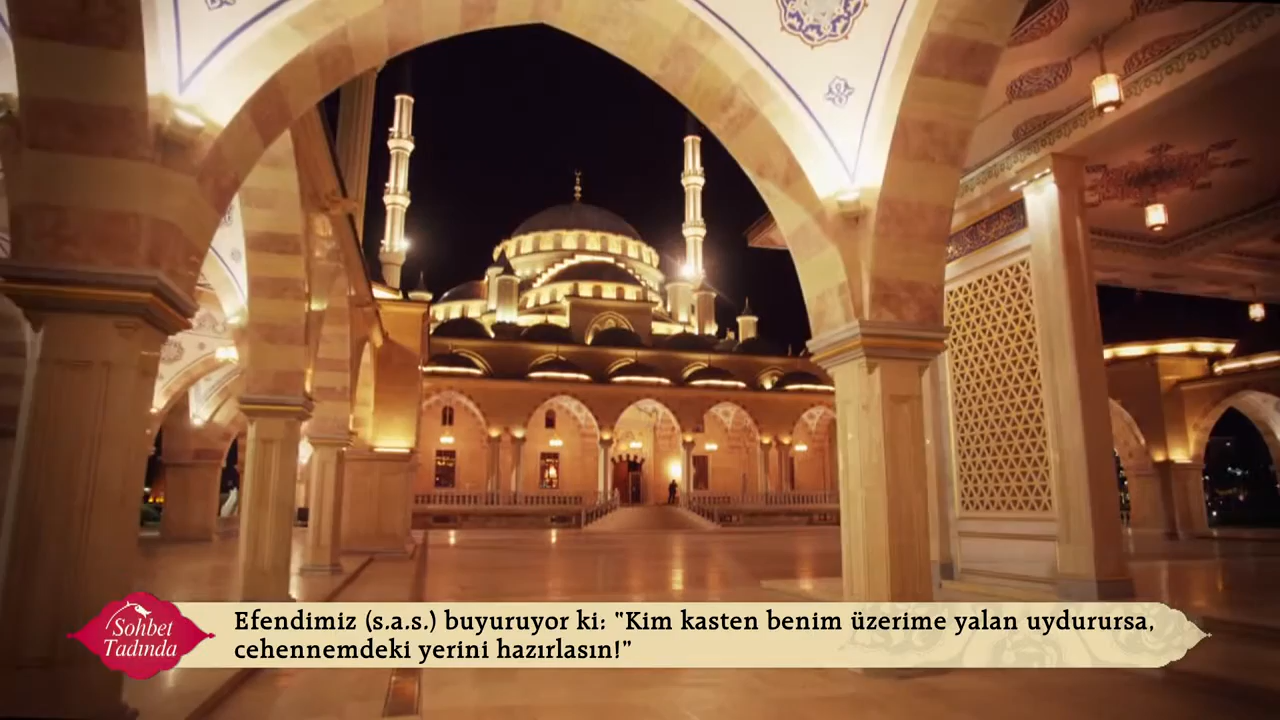 Sohbet
Tadında
Efendimiz (s.a.s.) buyuruyor ki: "Kim kasten benim üzerime yalan uydurursa,
cehennemdeki yerini hazırlasın!"